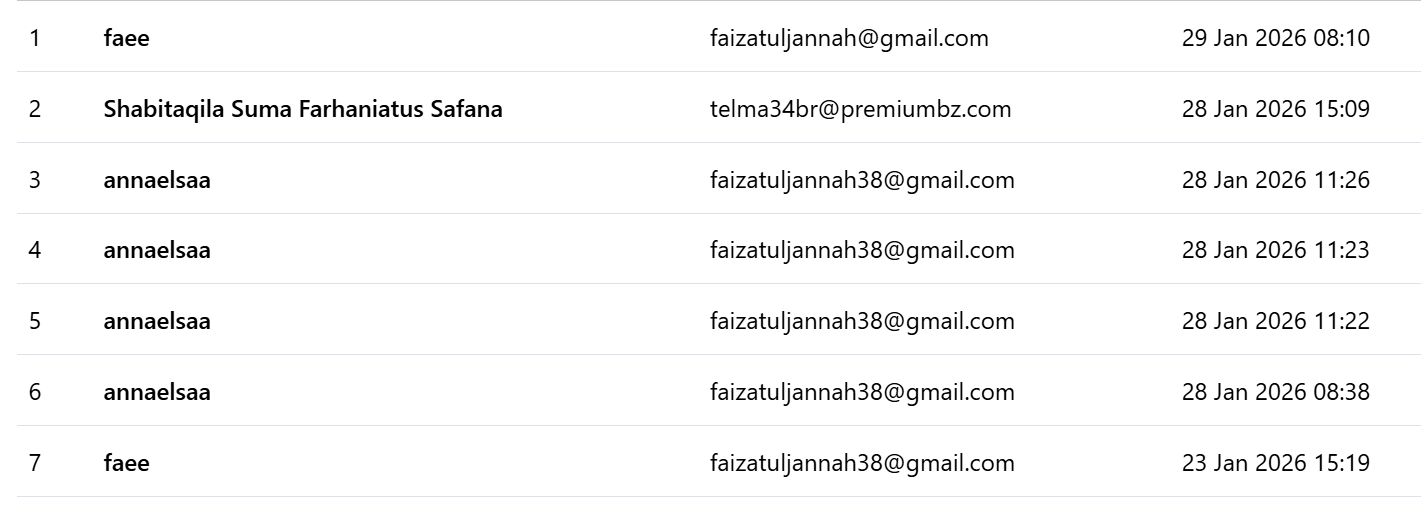 1 faee faizatuljannah@gmail.com 29 Jan 2026 08:10
2 Shabitaqila Suma Farhaniatus Safana telma34br@premiumbz.com 28 Jan 2026 15:09
3 annaelsaa faizatuljannah38@gmail.com 28 Jan 2026 11:26
4 annaelsaa faizatuljannah38@gmail.com 28 Jan 2026 11:23
5 annaelsaa faizatuljannah38@gmail.com 28 Jan 2026 11:22
6 annaelsaa faizatuljannah38@gmail.com 28 Jan 2026 08:38
7 faee faizatuljannah38@gmail.com 23 Jan 2026 15:19